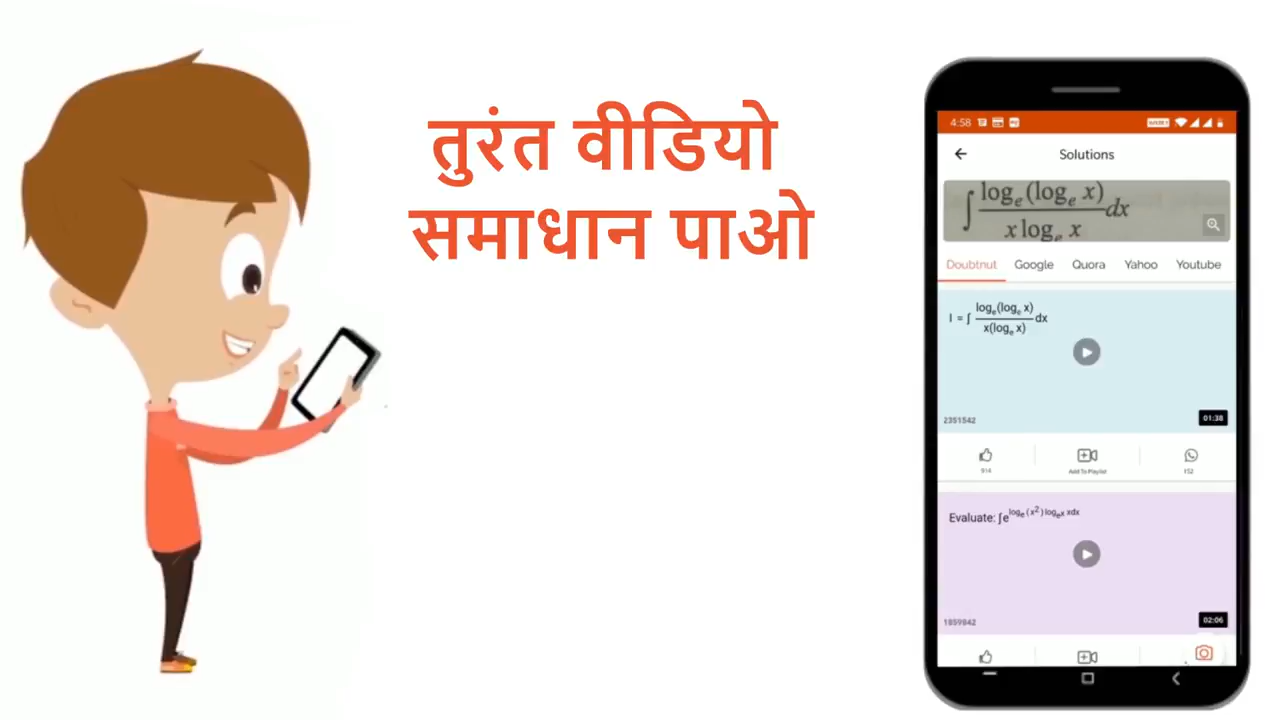 तुरंत वीडियो
समाधान पाओ
4:58
Solutions
∫ log_e (log_e x) / x log_e x dx
Doubtnut Google Quora Yahoo Youtube
I = ∫ log_e(log_e x) / x(log_e x) dx
2351542 01:38
914 Add To Playlist 152
Evaluate: ∫e^log_e(x^2)log_e x xdx
1859842 02:06